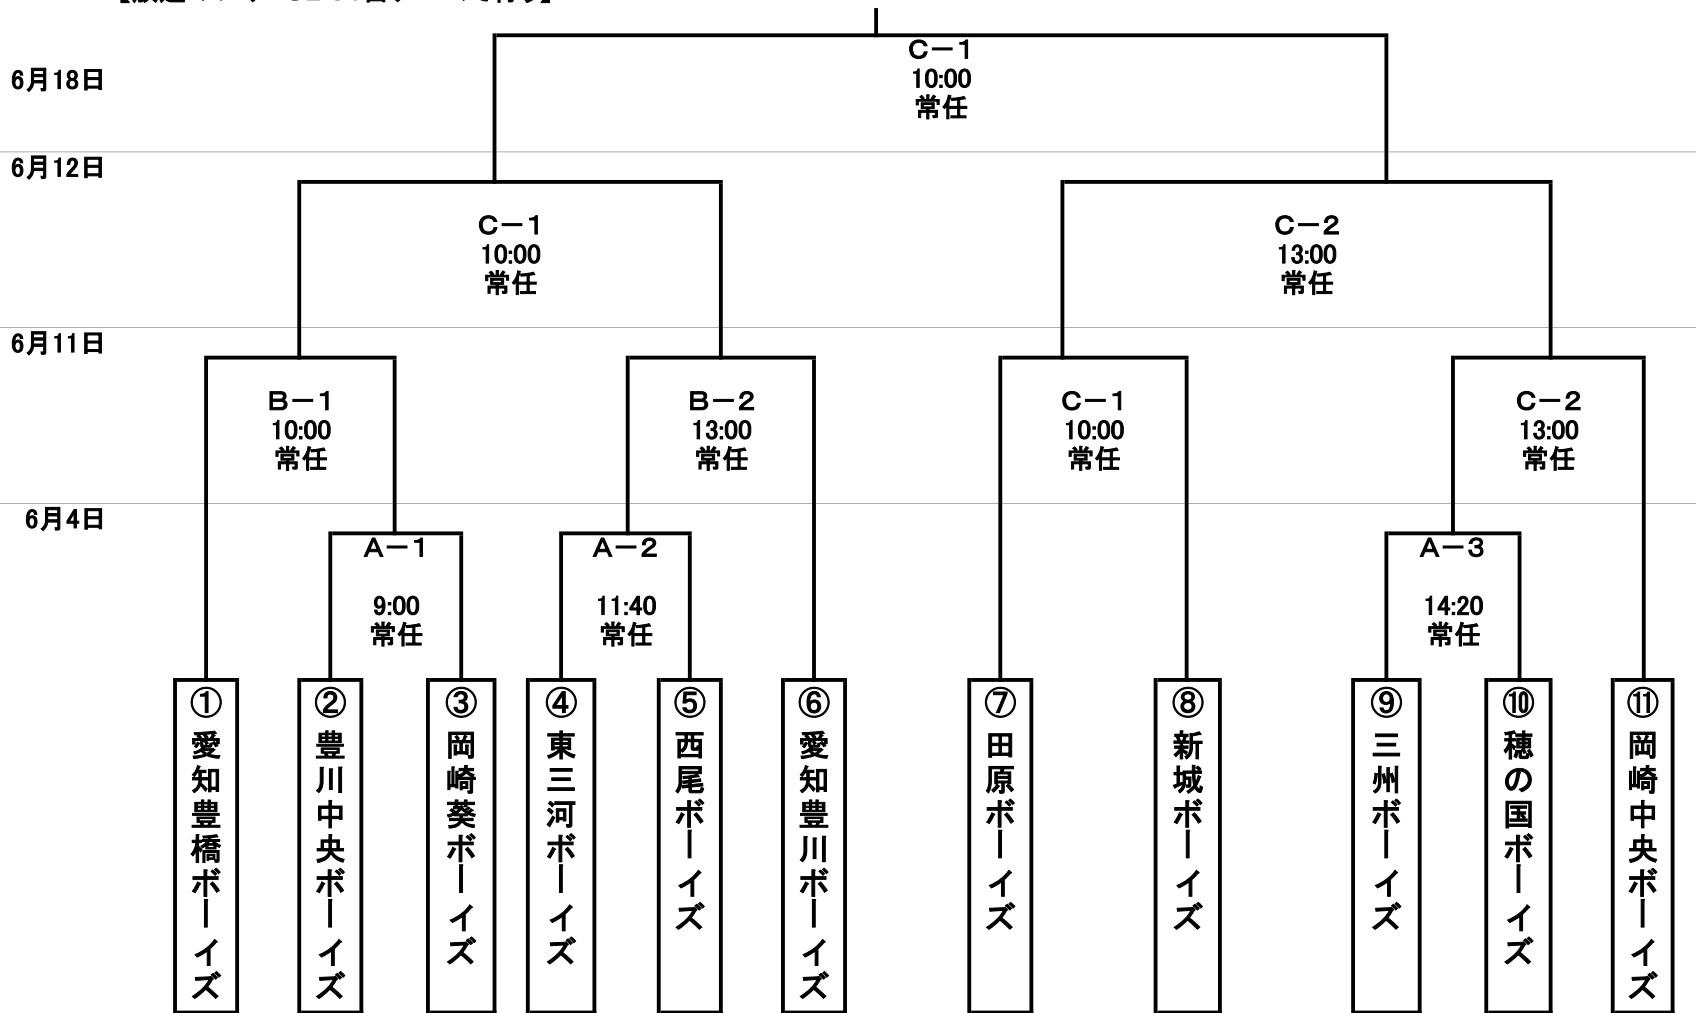 C－1
6月18日
10:00
常任
6月12日
C－1
10:00
常任
C－2
13:00
常任
6月11日
B－1
10:00
常任
B－2
13:00
常任
C－1
10:00
常任
C－2
13:00
常任
6月4日
A－1
9:00
常任
A－2
11:40
常任
A－3
14:20
常任
①愛知豊橋ボーイズ
②豊川中央ボーイズ
③岡崎葵ボーイズ
④東三河ボーイズ
⑤西尾ボーイズ
⑥愛知豊川ボーイズ
⑦田原ボーイズ
⑧新城ボーイズ
⑨三州ボーイズ
⑩穂の国ボーイズ
⑪岡崎中央ボーイズ